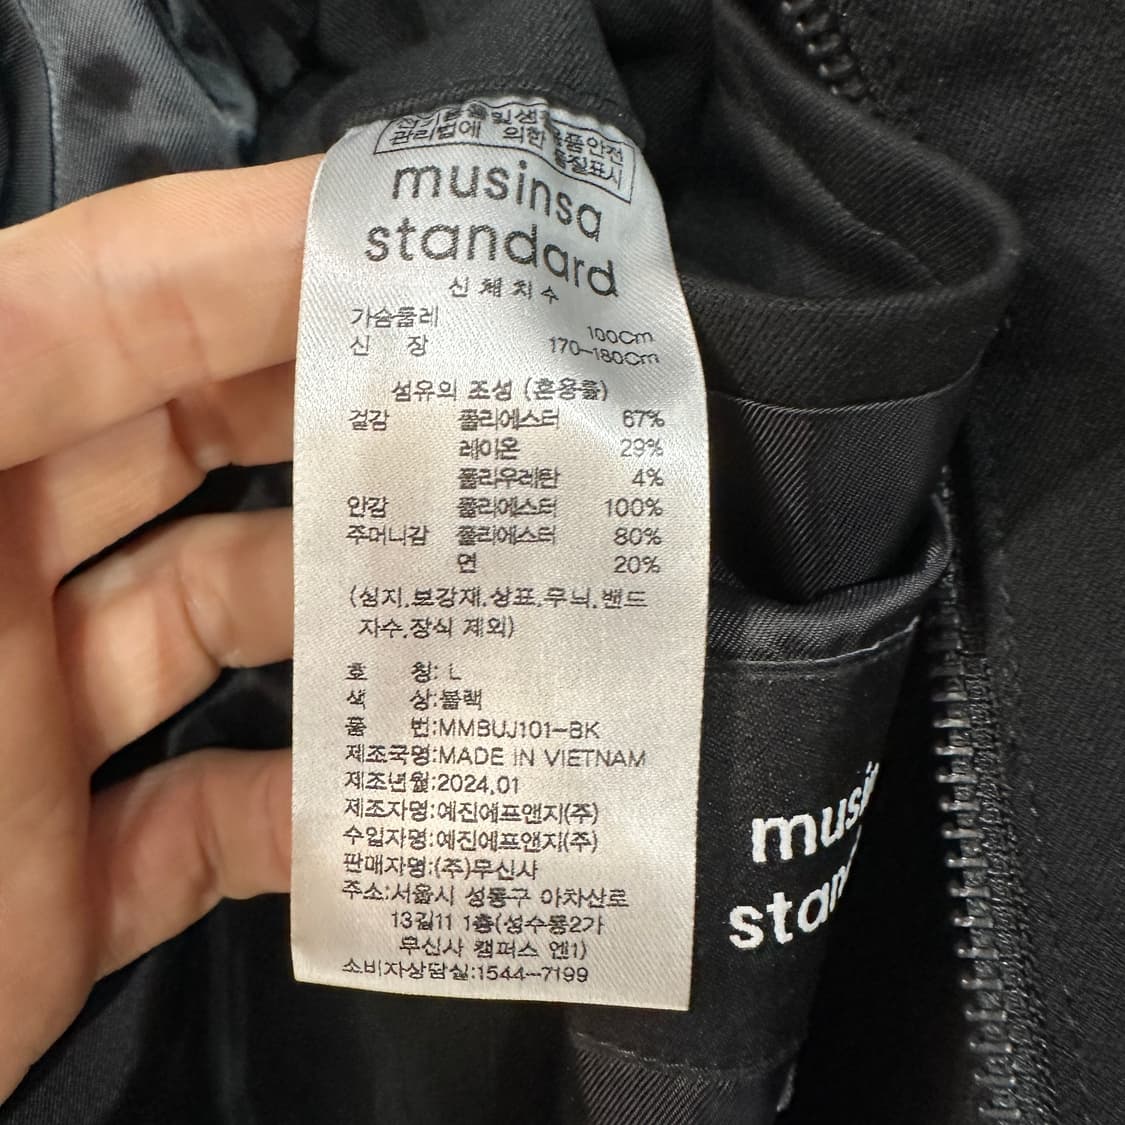 관리법에 의한 품질표시
musinsa
standard
신체치수
가슴둘레 100Cm
신 장 170-180Cm
섬유의 조성 (혼용률)
겉감 폴리에스터 67%
레이온 29%
폴리우레탄 4%
안감 폴리에스터 100%
주머니감 폴리에스터 80%
면 20%
(심지.보강재.상표.무늬.밴드
자수.장식 제외)
호 칭: L
색 상:블랙
품 번:MMBUJ101-BK
제조국명:MADE IN VIETNAM
제조년월:2024.01
제조자명:예진에프앤지(주)
수입자명:예진에프앤지(주)
판매자명:(주)무신사
주소:서울시 성동구 아차산로
13길11 1층(성수동2가
무신사 캠퍼스 엔1)
소비자상담실:1544-7199